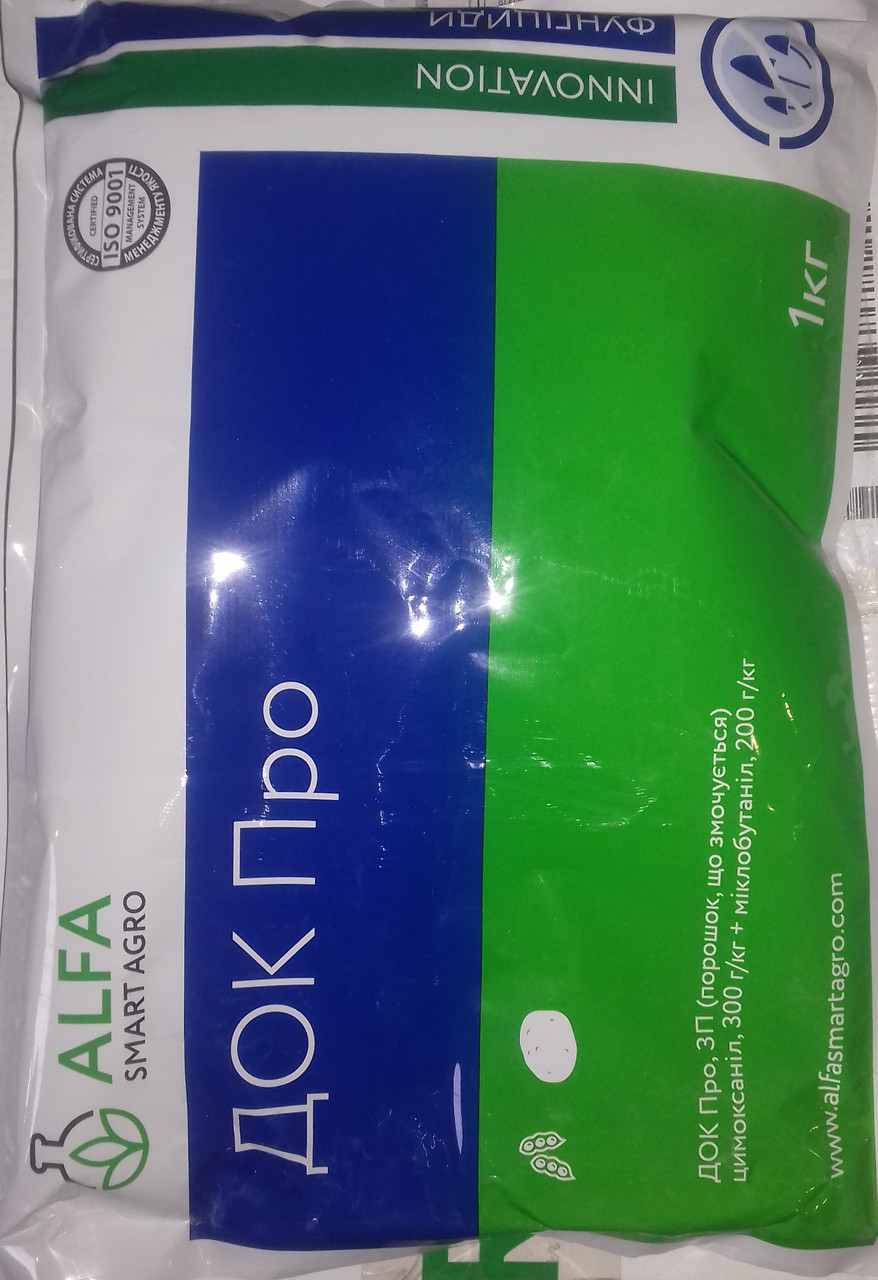 ALFA
SMART AGRO
СЕРТИФІКОВАНА СИСТЕМА
CERTIFIED
ISO 9001
MANAGEMENT
SYSTEM
МЕНЕДЖМЕНТУ ЯКОСТІ
ФУНГІЦИДИ
INNOVATION
ДОК Про
1кг
ДОК Про, ЗП (порошок, що змочується)
цимоксаніл, 300 г/кг + міклобутаніл, 200 г/кг
www.alfasmartagro.com